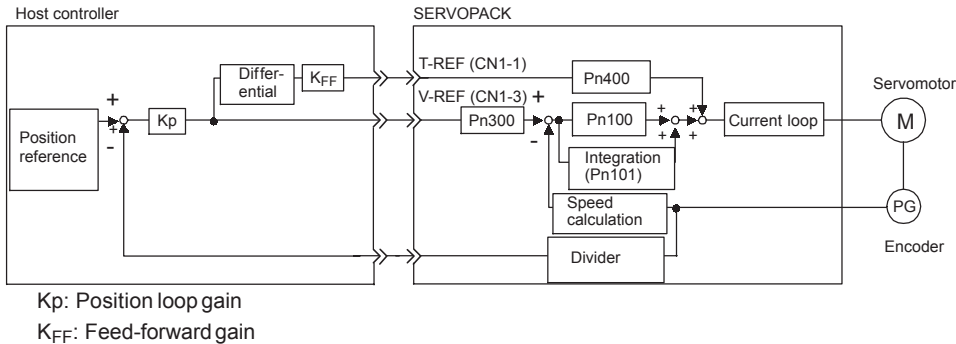 Host controller
SERVOPACK
T-REF (CN1-1)
Differ-
ential
KFF
Pn400
Servomotor
V-REF (CN1-3)
+
+
Position
reference
+
-
Kp
Pn300
-
Pn100
+
+
+
+
Current loop
M
Integration
(Pn101)
Speed
calculation
PG
Divider
Encoder
Kp: Position loop gain
KFF: Feed-forward gain